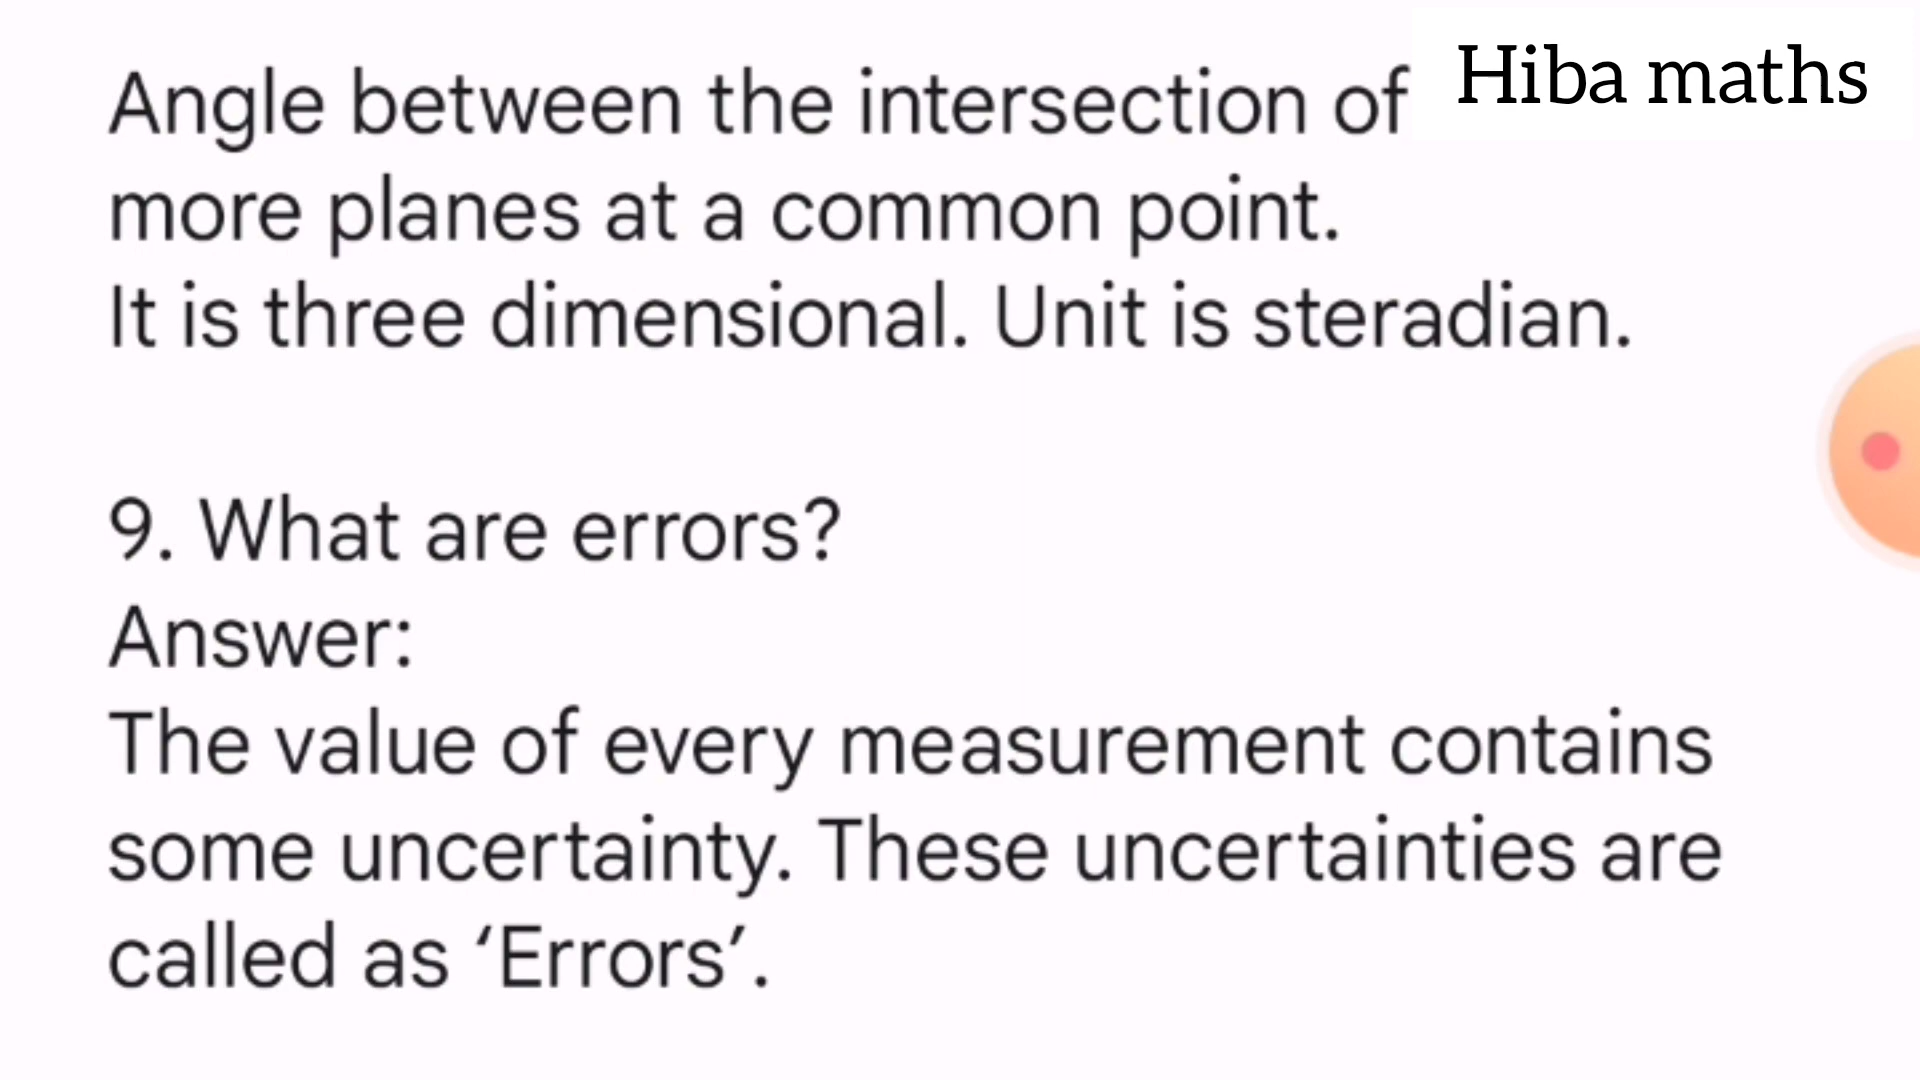 Hiba maths
Angle between the intersection of
more planes at a common point.
It is three dimensional. Unit is steradian.
9. What are errors?
Answer:
The value of every measurement contains
some uncertainty. These uncertainties are
called as ‘Errors’.